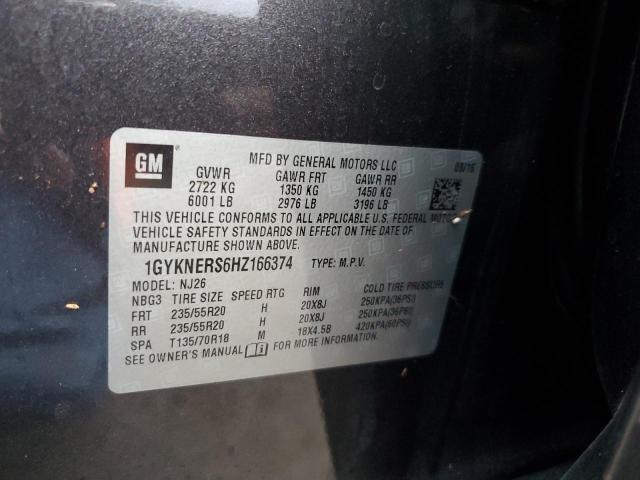 GM
MFD BY GENERAL MOTORS LLC
08/16
GVWR GAWR FRT GAWR RR
2722 KG 1350 KG 1450 KG
6001 LB 2976 LB 3196 LB
THIS VEHICLE CONFORMS TO ALL APPLICABLE U.S. FEDERAL MOTOR
VEHICLE SAFETY STANDARDS IN EFFECT ON THE DATE OF
MANUFACTURE SHOWN ABOVE.
1GYKNERS6HZ166374 TYPE: M.P.V.
MODEL: NJ26
NBG3 TIRE SIZE SPEED RTG RIM COLD TIRE PRESSURE
FRT 235/55R20 H 20X8J 250KPA(36PSI)
RR 235/55R20 H 20X8J 250KPA(36PSI)
SPA T135/70R18 M 18X4.5B 420KPA(60PSI)
SEE OWNER'S MANUAL FOR MORE INFORMATION.